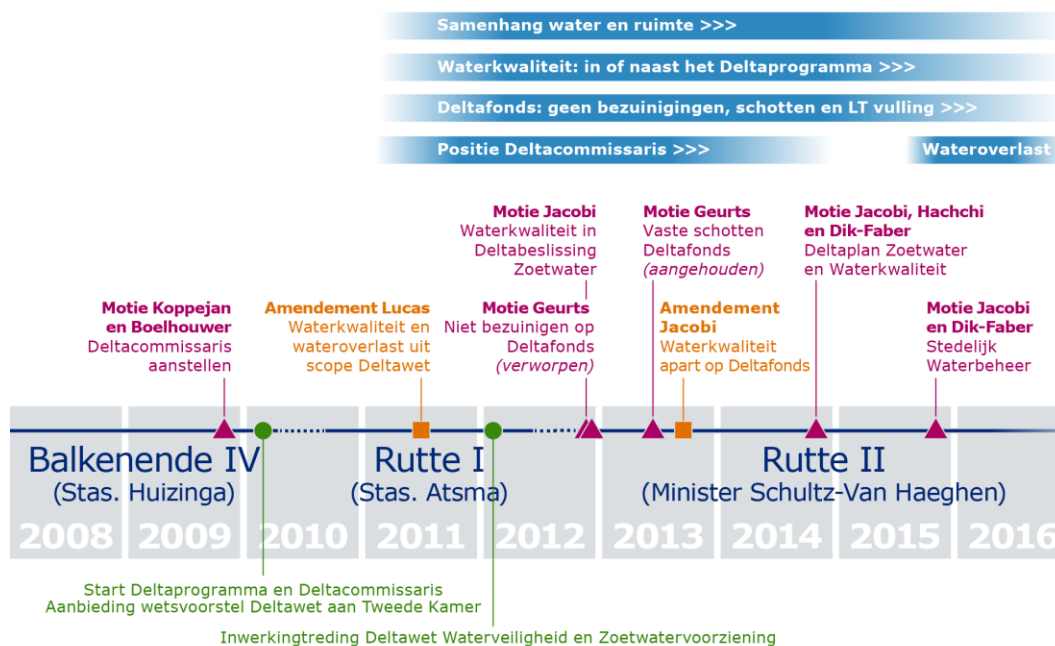 Samenhang water en ruimte >>>
Waterkwaliteit: in of naast het Deltaprogramma >>>
Deltafonds: geen bezuinigingen, schotten en LT vulling >>>
Positie Deltacommissaris >>>
Wateroverlast
Motie Jacobi
Waterkwaliteit in
Deltabeslissing
Zoetwater
Motie Geurts
Vaste schotten
Deltafonds
(aangehouden)
Motie Jacobi, Hachchi
en Dik-Faber
Deltaplan Zoetwater
en Waterkwaliteit
Motie Koppejan
en Boelhouwer
Deltacommissaris
aanstellen
Amendement Lucas
Waterkwaliteit en
wateroverlast uit
scope Deltawet
Motie Geurts
Niet bezuinigen op
Deltafonds
(verworpen)
Amendement
Jacobi
Waterkwaliteit
apart op Deltafonds
Motie Jacobi
en Dik-Faber
Stedelijk
Waterbeheer
Balkenende IV
(Stas. Huizinga)
Rutte I
(Stas. Atsma)
Rutte II
(Minister Schultz-Van Haeghen)
2008 2009 2010 2011 2012 2013 2014 2015 2016
Start Deltaprogramma en Deltacommissaris
Aanbieding wetsvoorstel Deltawet aan Tweede Kamer
Inwerkingtreding Deltawet Waterveiligheid en Zoetwatervoorziening